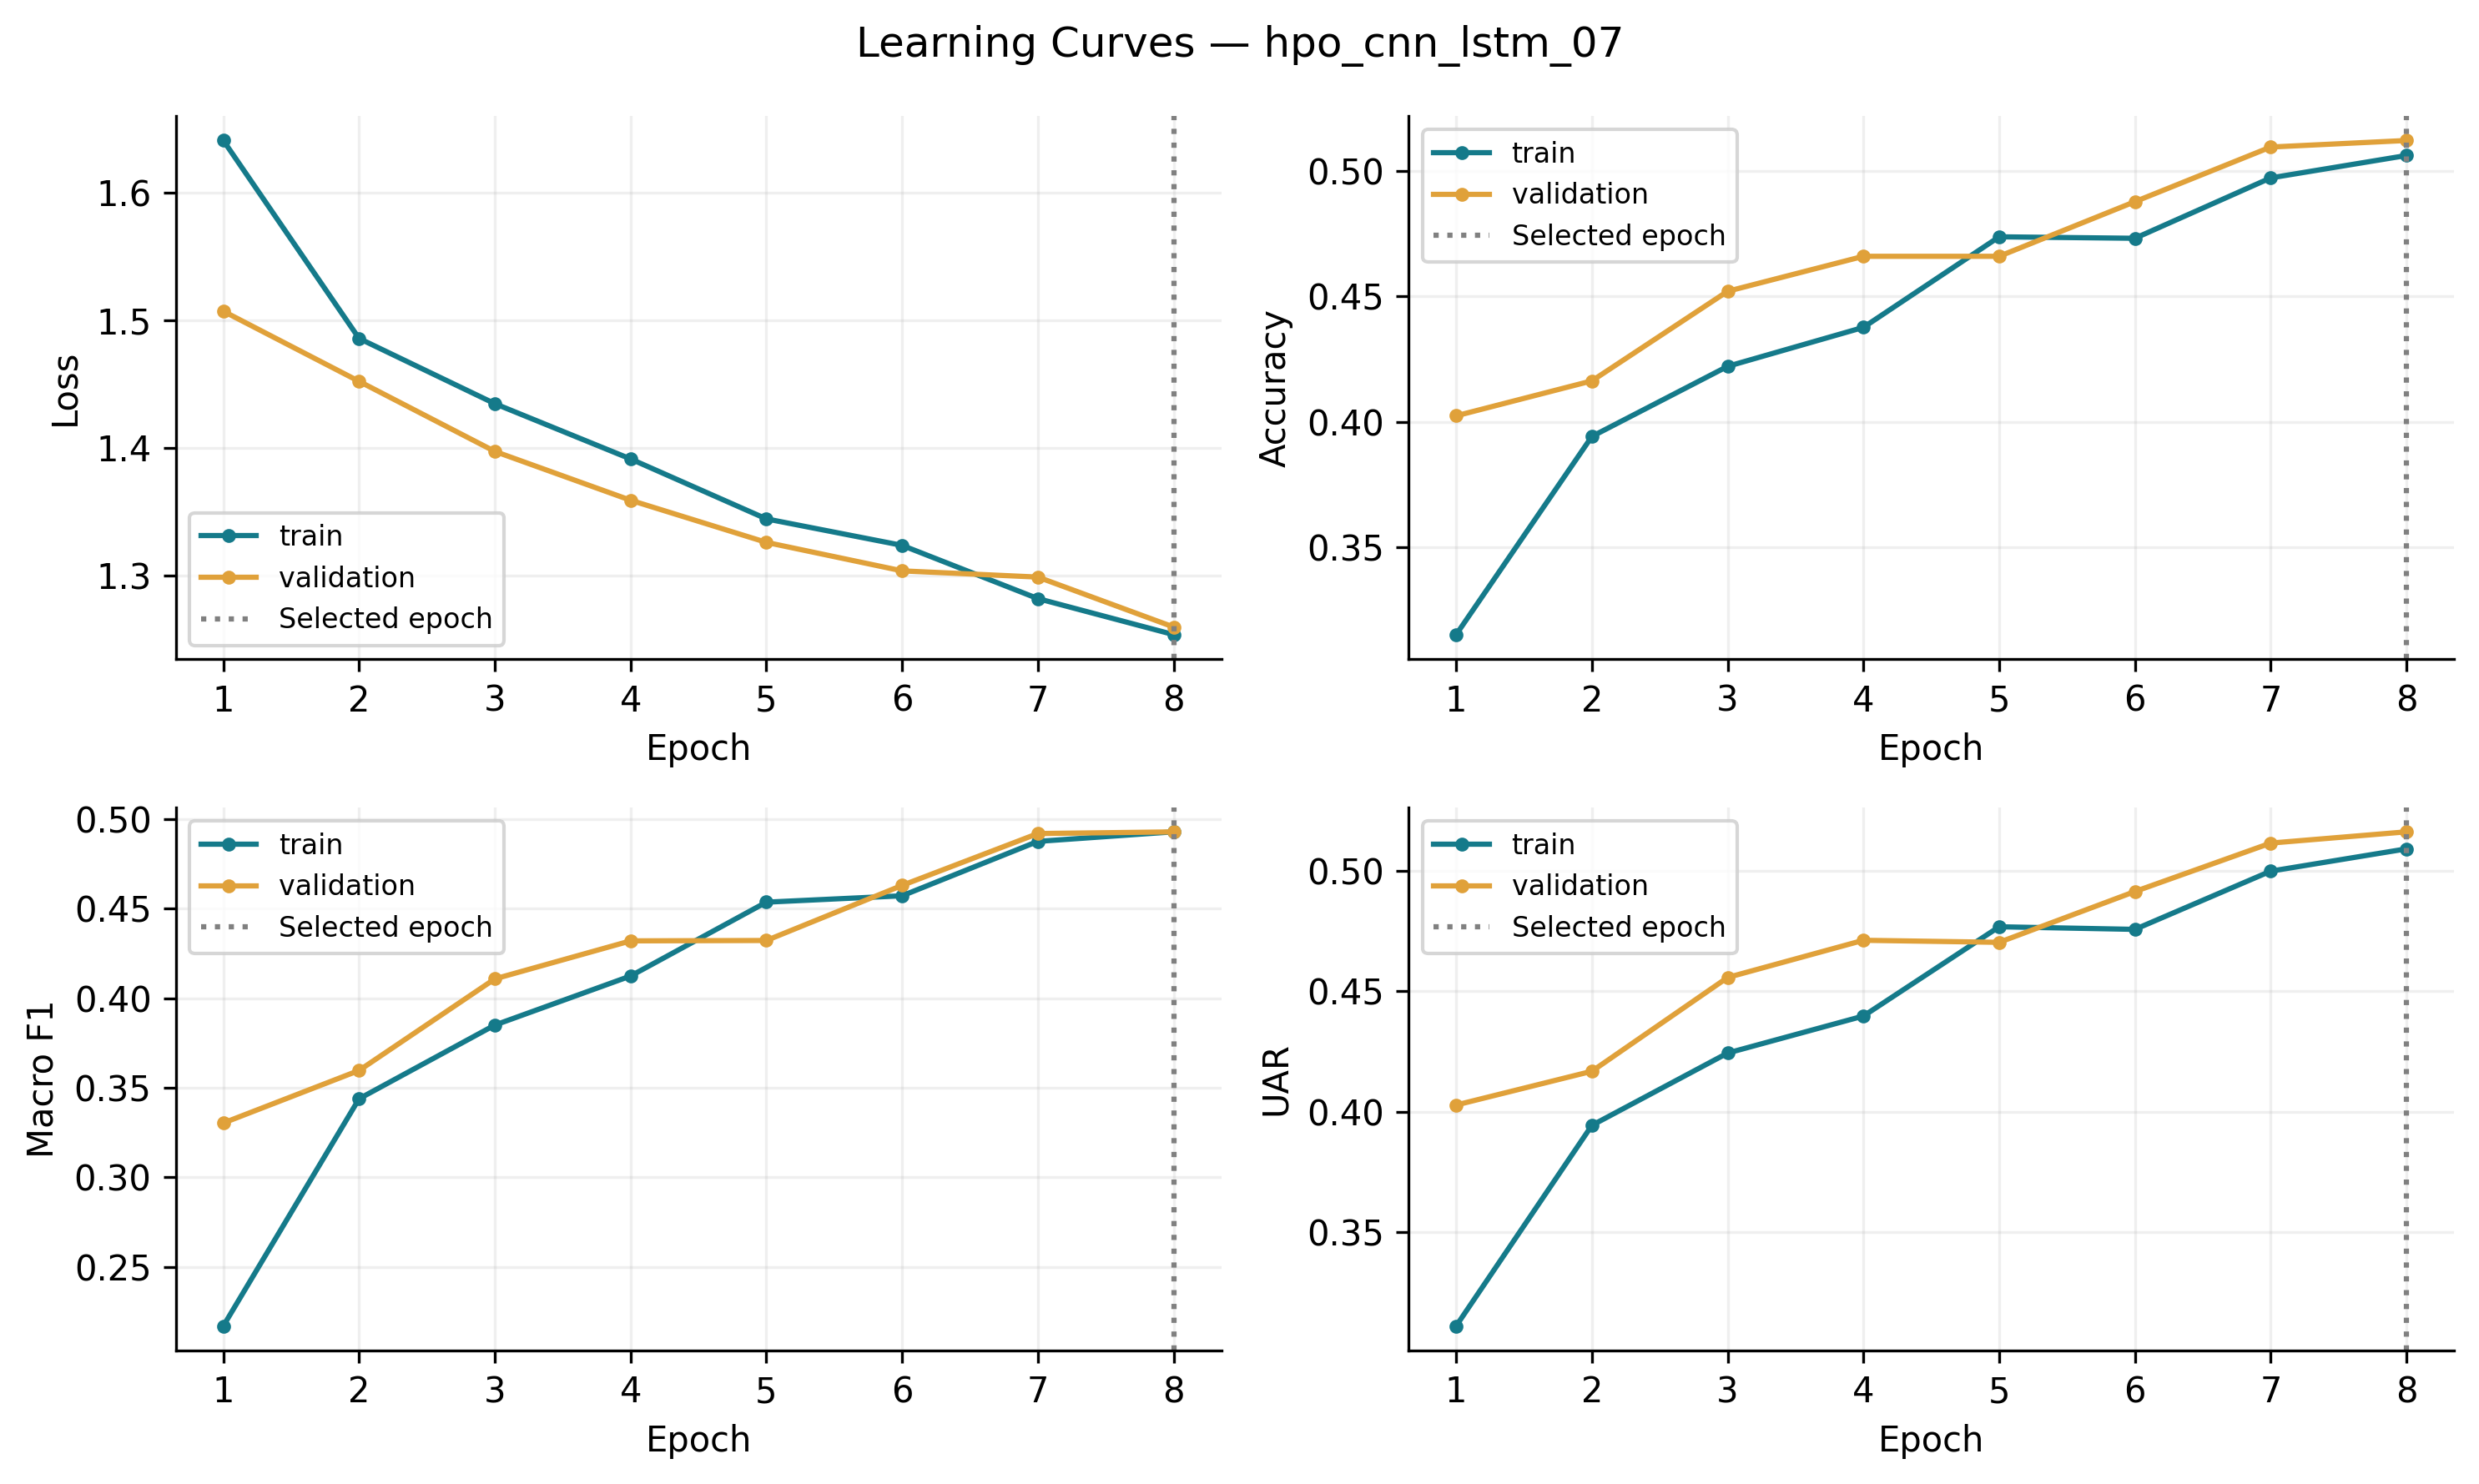 Learning Curves — hpo_cnn_lstm_07
Loss
1.6
1.5
1.4
1.3
train
validation
Selected epoch
1 2 3 4 5 6 7 8
Epoch
Accuracy
0.50
0.45
0.40
0.35
train
validation
Selected epoch
1 2 3 4 5 6 7 8
Epoch
Macro F1
0.50
0.45
0.40
0.35
0.30
0.25
train
validation
Selected epoch
1 2 3 4 5 6 7 8
Epoch
UAR
0.50
0.45
0.40
0.35
train
validation
Selected epoch
1 2 3 4 5 6 7 8
Epoch